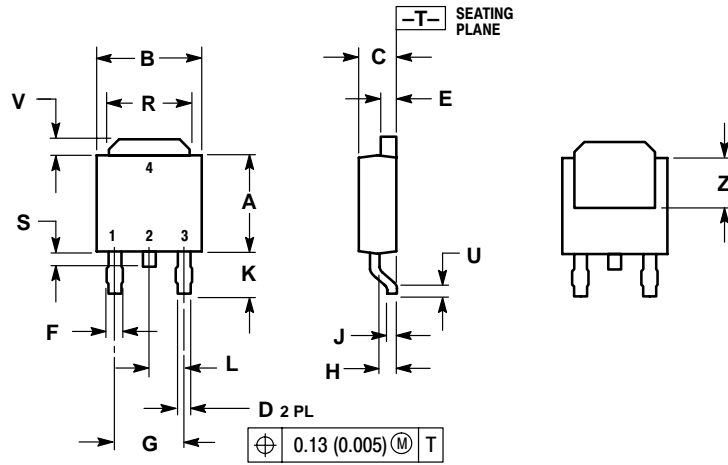 –T– SEATING
PLANE
C
B
V
R
E
4
Z
S
A
1 2 3
K
U
F
L
J
H
D 2 PL
G
⌖ 0.13 (0.005) Ⓜ T